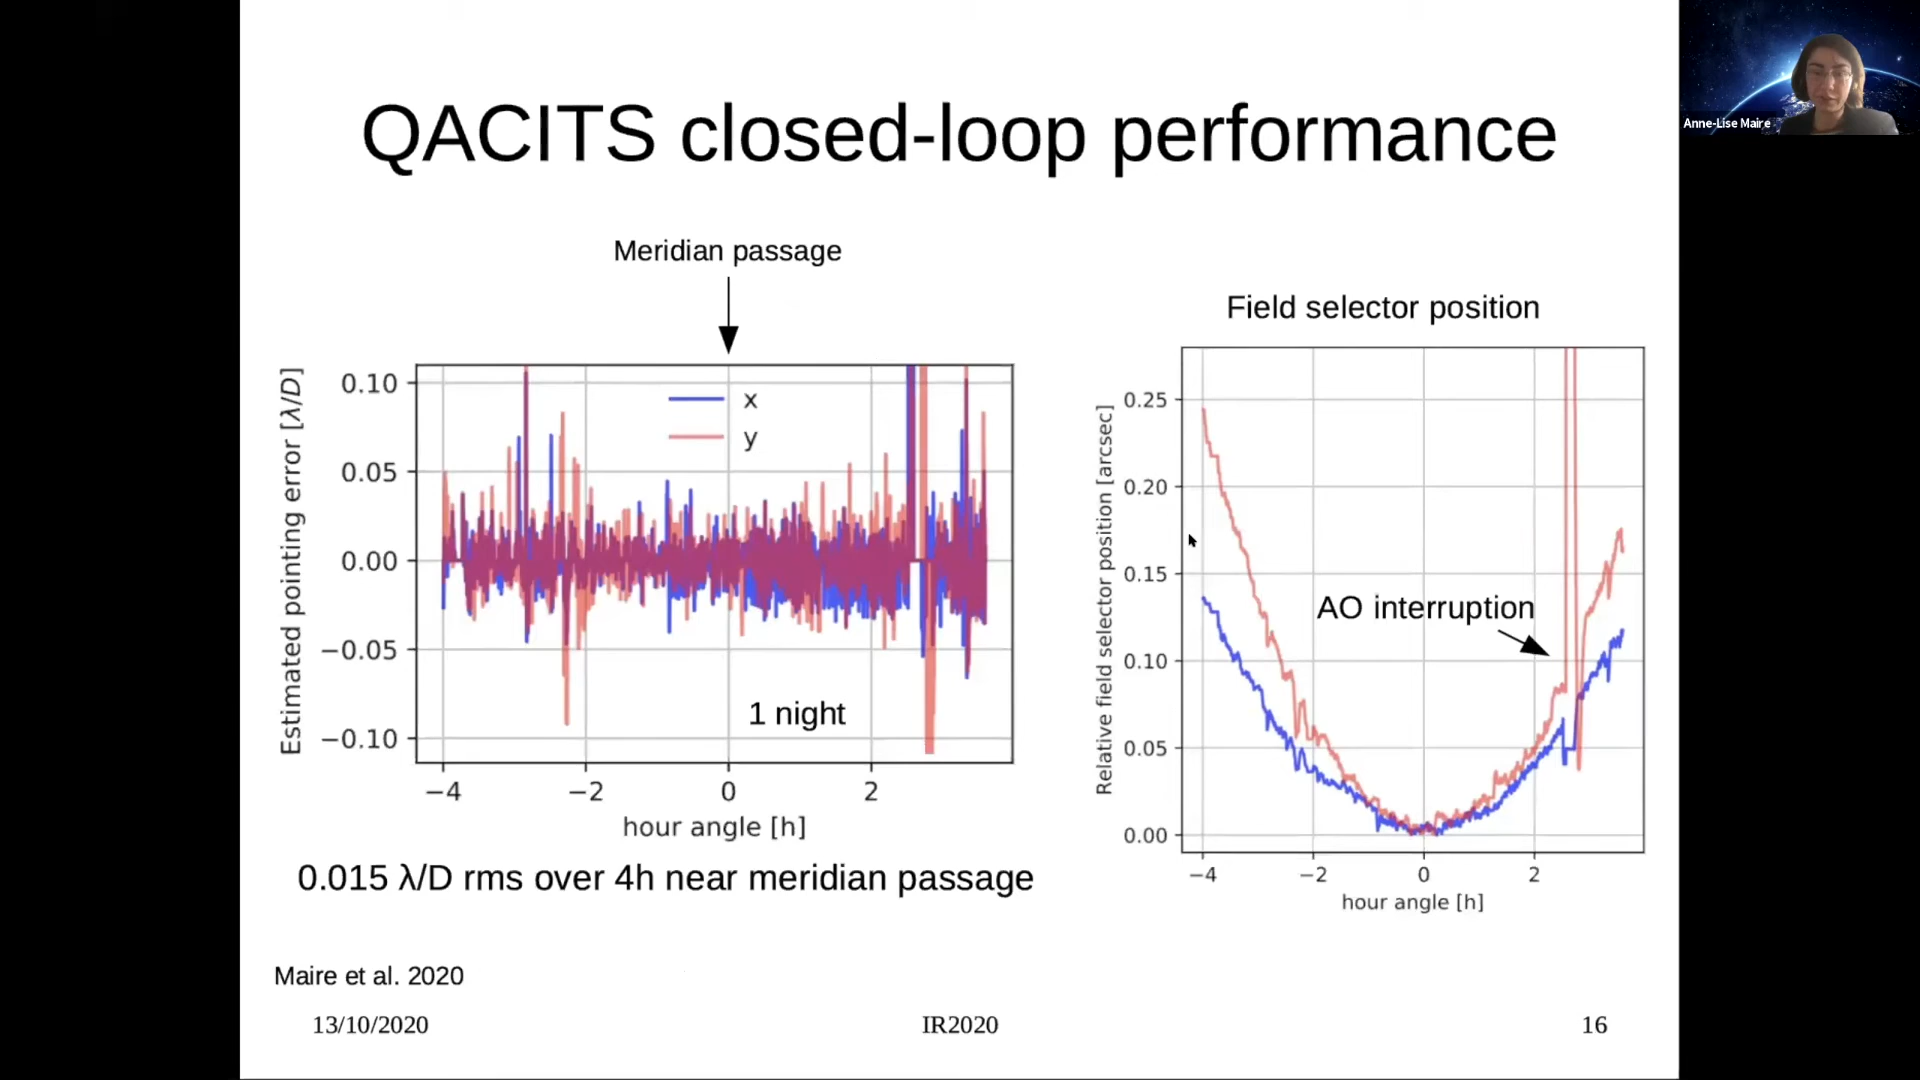 QACITS closed-loop performance
Anne-Lise Maire
Meridian passage
Estimated pointing error [λ/D]
0.10
0.05
0.00
−0.05
−0.10
x
y
1 night
−4
−2
0
2
hour angle [h]
0.015 λ/D rms over 4h near meridian passage
Field selector position
Relative field selector position [arcsec]
0.25
0.20
0.15
0.10
0.05
0.00
AO interruption
−4
−2
0
2
hour angle [h]
Maire et al. 2020
13/10/2020
IR2020
16